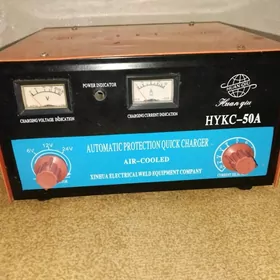 Huan qiu
POWER INDICATOR
V
A
CHARGING VOLTAGE INDICATION
CHARGING CURRENT INDICATION
HYKC-50A
6V
12V
24V
AUTOMATIC PROTECTION QUICK CHARGER
AIR-COOLED
XINHUA ELECTRICAL WELD EQUIPMENT COMPANY